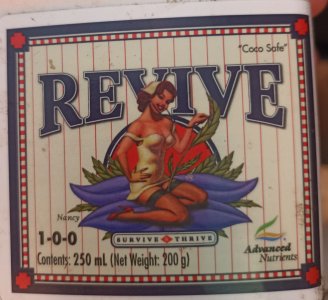 "Coco Safe"
REVIVE
Nancy
1-0-0
SURVIVE & THRIVE
Advanced
Nutrients
Contents: 250 mL (Net Weight: 200 g)